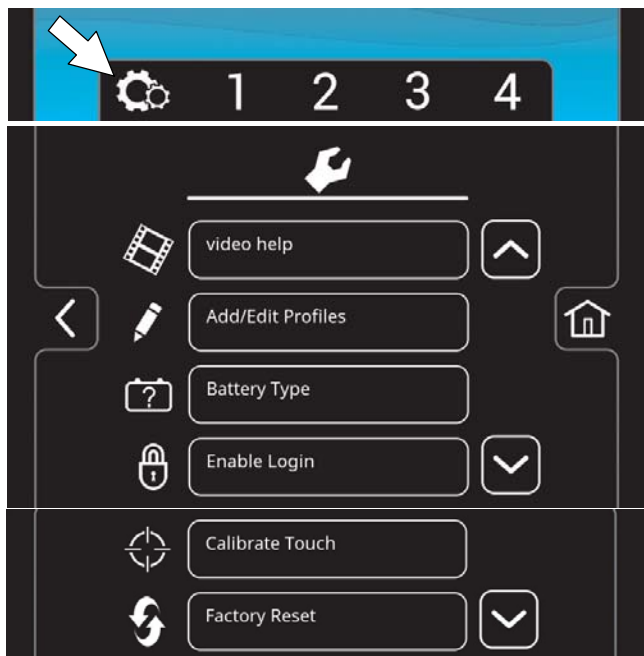 1 2 3 4
video help
Add/Edit Profiles
?
Battery Type
Enable Login
Calibrate Touch
Factory Reset